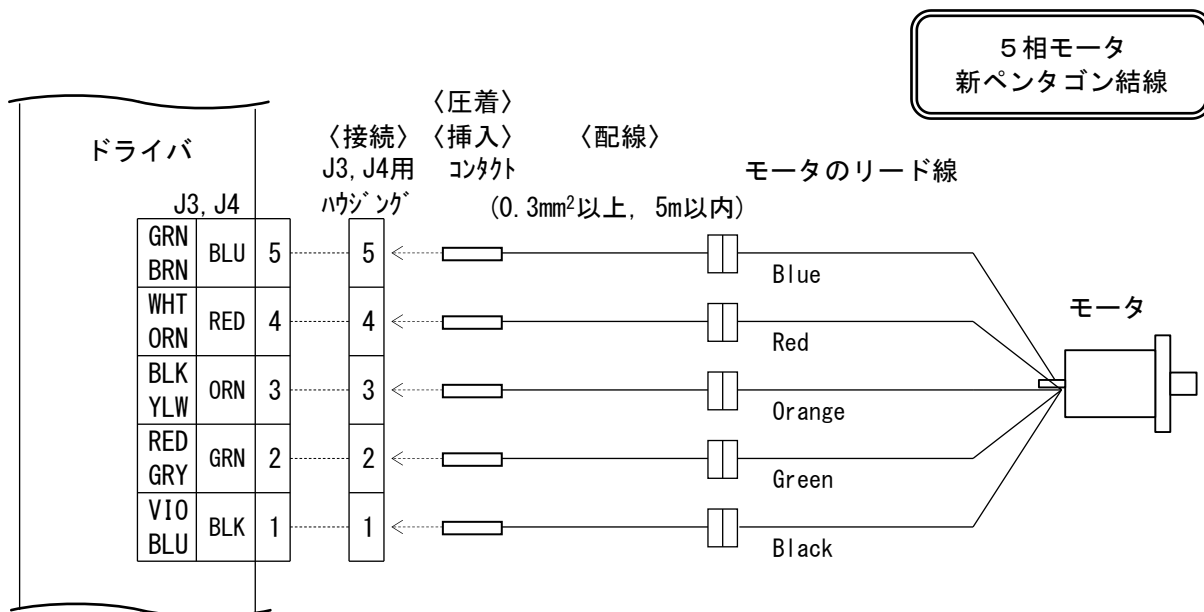 ５相モータ
新ペンタゴン結線
〈圧着〉
ドライバ
〈接続〉
〈挿入〉
〈配線〉
J3, J4用
ｺﾝﾀｸﾄ
モータのリード線
J3, J4
ﾊｳｼﾞﾝｸﾞ
(0.3mm²以上, 5m以内)
GRN
BRN
BLU
5
5
Blue
WHT
ORN
RED
4
4
Red
モータ
BLK
YLW
ORN
3
3
Orange
RED
GRY
GRN
2
2
Green
VIO
BLU
BLK
1
1
Black